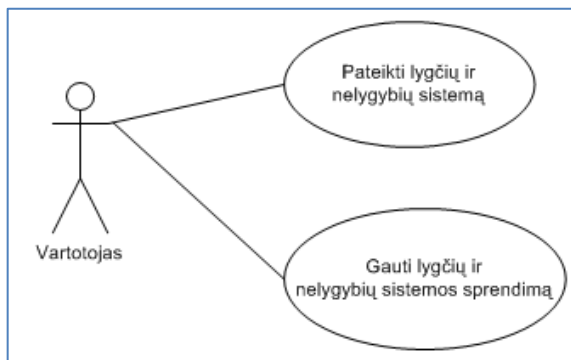 Pateikti lygčių ir
nelygybių sistemą
Vartotojas
Gauti lygčių ir
nelygybių sistemos sprendimą